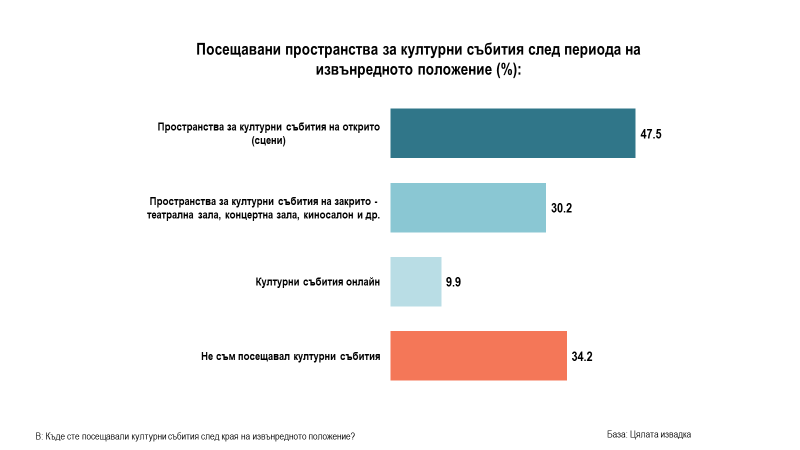 Посещавани пространства за културни събития след периода на
извънредното положение (%):
Пространства за културни събития на открито
(сцени)
47.5
Пространства за културни събития на закрито -
театрална зала, концертна зала, киносалон и др.
30.2
Културни събития онлайн
9.9
Не съм посещавал културни събития
34.2
В: Къде сте посещавали културни събития след края на извънредното положение?
База: Цялата извадка